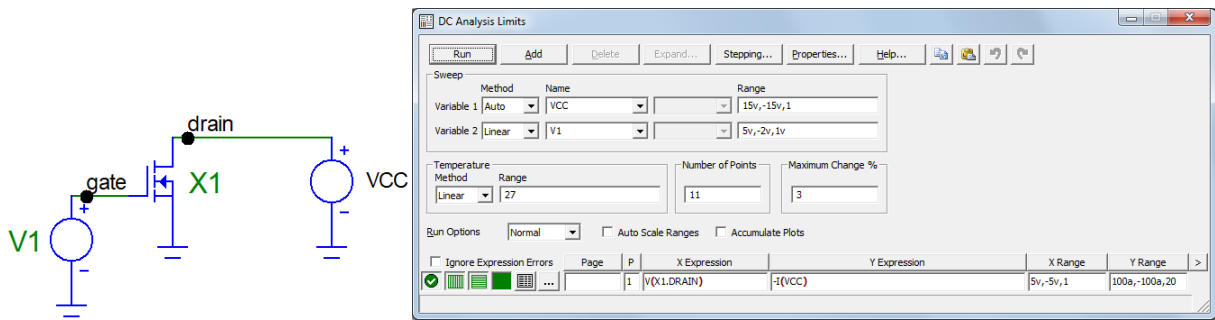 drain
gate
X1
VCC
V1
+
-
+
-
DC Analysis Limits
Run Add Delete Expand... Stepping... Properties... Help...
Sweep
Method Name Range
Variable 1 Auto VCC 15v,-15v,1
Variable 2 Linear V1 5v,-2v,1v
Temperature Number of Points Maximum Change %
Method Range
Linear 27 11 3
Run Options Normal Auto Scale Ranges Accumulate Plots
Ignore Expression Errors Page P X Expression Y Expression X Range Y Range >
... 1 V(X1.DRAIN) -I(VCC) 5v,-5v,1 100a,-100a,20